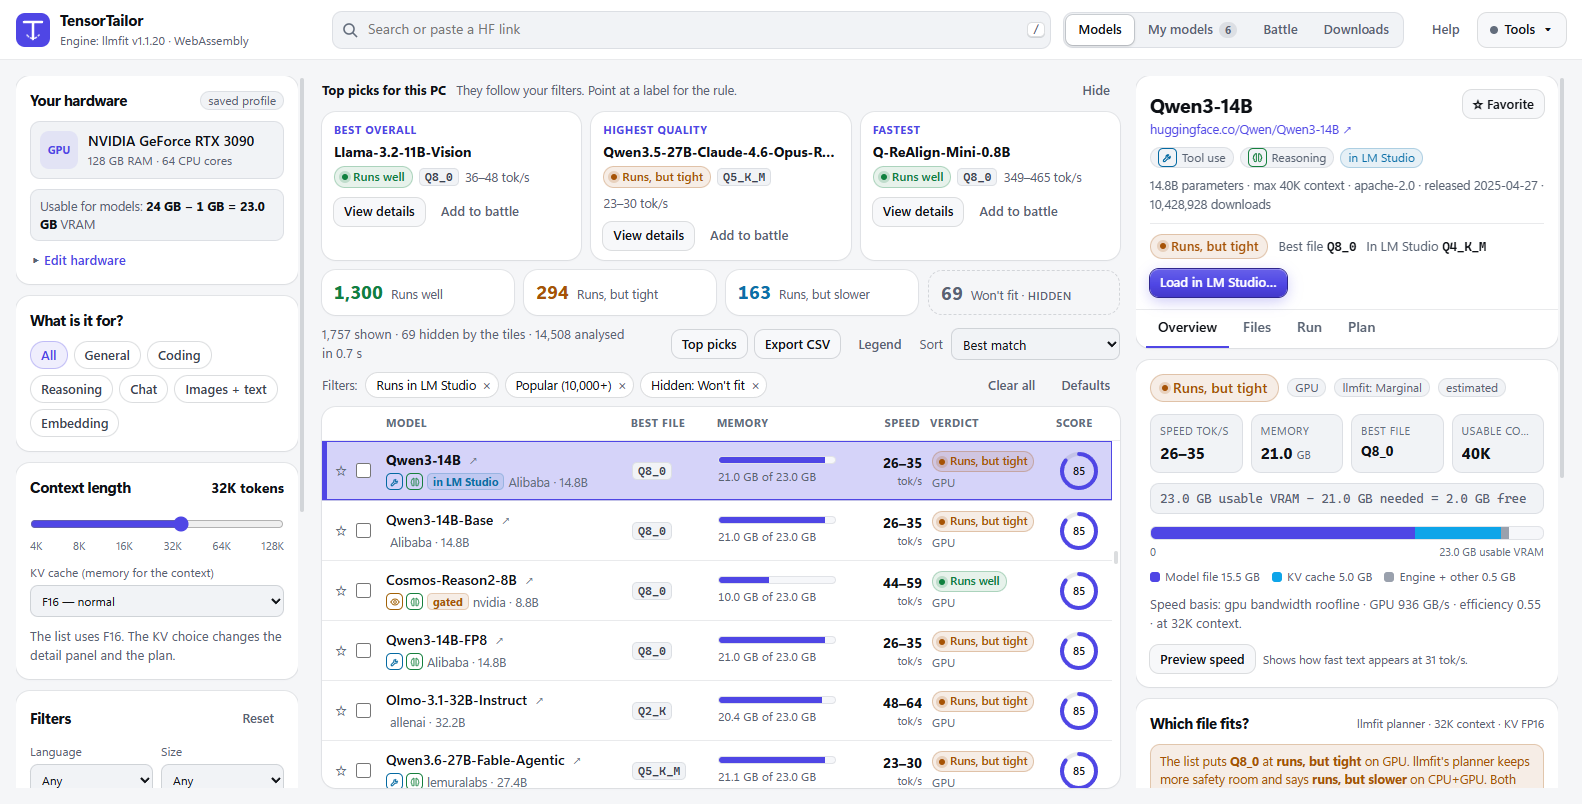 TensorTailor
Engine: llmfit v1.1.20 · WebAssembly
Search or paste a HF link
/
Models
My models 6
Battle
Downloads
Help
Tools
Your hardware
saved profile
GPU
NVIDIA GeForce RTX 3090
128 GB RAM · 64 CPU cores
Usable for models: 24 GB − 1 GB = 23.0
GB VRAM
▸ Edit hardware
What is it for?
All
General
Coding
Reasoning
Chat
Images + text
Embedding
Context length
32K tokens
4K 8K 16K 32K 64K 128K
KV cache (memory for the context)
F16 — normal
The list uses F16. The KV choice changes the
detail panel and the plan.
Filters
Reset
Language
Size
Any
Any
Top picks for this PC They follow your filters. Point at a label for the rule.
Hide
BEST OVERALL
Llama-3.2-11B-Vision
Runs well Q8_0 36–48 tok/s
View details
Add to battle
HIGHEST QUALITY
Qwen3.5-27B-Claude-4.6-Opus-R...
Runs, but tight Q5_K_M
23–30 tok/s
View details
Add to battle
FASTEST
Q-ReAlign-Mini-0.8B
Runs well Q8_0 349–465 tok/s
View details
Add to battle
1,300 Runs well
294 Runs, but tight
163 Runs, but slower
69 Won't fit · HIDDEN
1,757 shown · 69 hidden by the tiles · 14,508 analysed
in 0.7 s
Top picks
Export CSV
Legend
Sort
Best match
Filters:
Runs in LM Studio ×
Popular (10,000+) ×
Hidden: Won't fit ×
Clear all
Defaults
MODEL BEST FILE MEMORY SPEED VERDICT SCORE
☆ Qwen3-14B ↗ Q8_0 26–35 Runs, but tight 85
in LM Studio Alibaba · 14.8B 21.0 GB of 23.0 GB tok/s GPU
☆ Qwen3-14B-Base ↗ Q8_0 26–35 Runs, but tight 85
Alibaba · 14.8B 21.0 GB of 23.0 GB tok/s GPU
☆ Cosmos-Reason2-8B ↗ Q8_0 44–59 Runs well 85
gated nvidia · 8.8B 10.0 GB of 23.0 GB tok/s GPU
☆ Qwen3-14B-FP8 ↗ Q8_0 26–35 Runs, but tight 85
Alibaba · 14.8B 21.0 GB of 23.0 GB tok/s GPU
☆ Olmo-3.1-32B-Instruct ↗ Q2_K 48–64 Runs, but tight 85
allenai · 32.2B 20.4 GB of 23.0 GB tok/s GPU
☆ Qwen3.6-27B-Fable-Agentic ↗ Q5_K_M 23–30 Runs, but tight 85
lemuralabs · 27.4B 21.1 GB of 23.0 GB tok/s GPU
Qwen3-14B
☆ Favorite
huggingface.co/Qwen/Qwen3-14B ↗
Tool use
Reasoning
in LM Studio
14.8B parameters · max 40K context · apache-2.0 · released 2025-04-27 ·
10,428,928 downloads
Runs, but tight Best file Q8_0 In LM Studio Q4_K_M
Load in LM Studio...
Overview
Files
Run
Plan
Runs, but tight
GPU
llmfit: Marginal
estimated
SPEED TOK/S
26–35
MEMORY
21.0 GB
BEST FILE
Q8_0
USABLE CO...
40K
23.0 GB usable VRAM − 21.0 GB needed = 2.0 GB free
0
23.0 GB usable VRAM
Model file 15.5 GB
KV cache 5.0 GB
Engine + other 0.5 GB
Speed basis: gpu bandwidth roofline · GPU 936 GB/s · efficiency 0.55
· at 32K context.
Preview speed
Shows how fast text appears at 31 tok/s.
Which file fits?
llmfit planner · 32K context · KV FP16
The list puts Q8_0 at runs, but tight on GPU. llmfit's planner keeps
more safety room and says runs, but slower on CPU+GPU. Both